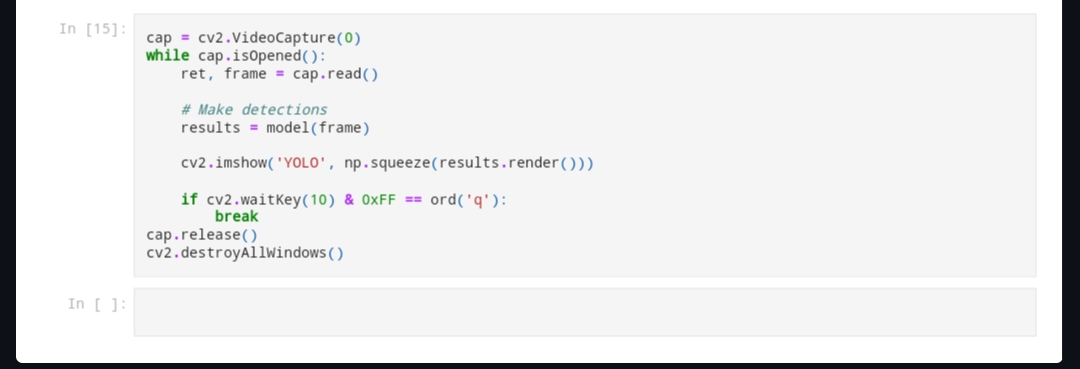 In [15]:
cap = cv2.VideoCapture(0)
while cap.isOpened():
    ret, frame = cap.read()
    # Make detections
    results = model(frame)
    cv2.imshow('YOLO', np.squeeze(results.render()))
    if cv2.waitKey(10) & 0xFF == ord('q'):
        break
cap.release()
cv2.destroyAllWindows()
In [ ]: